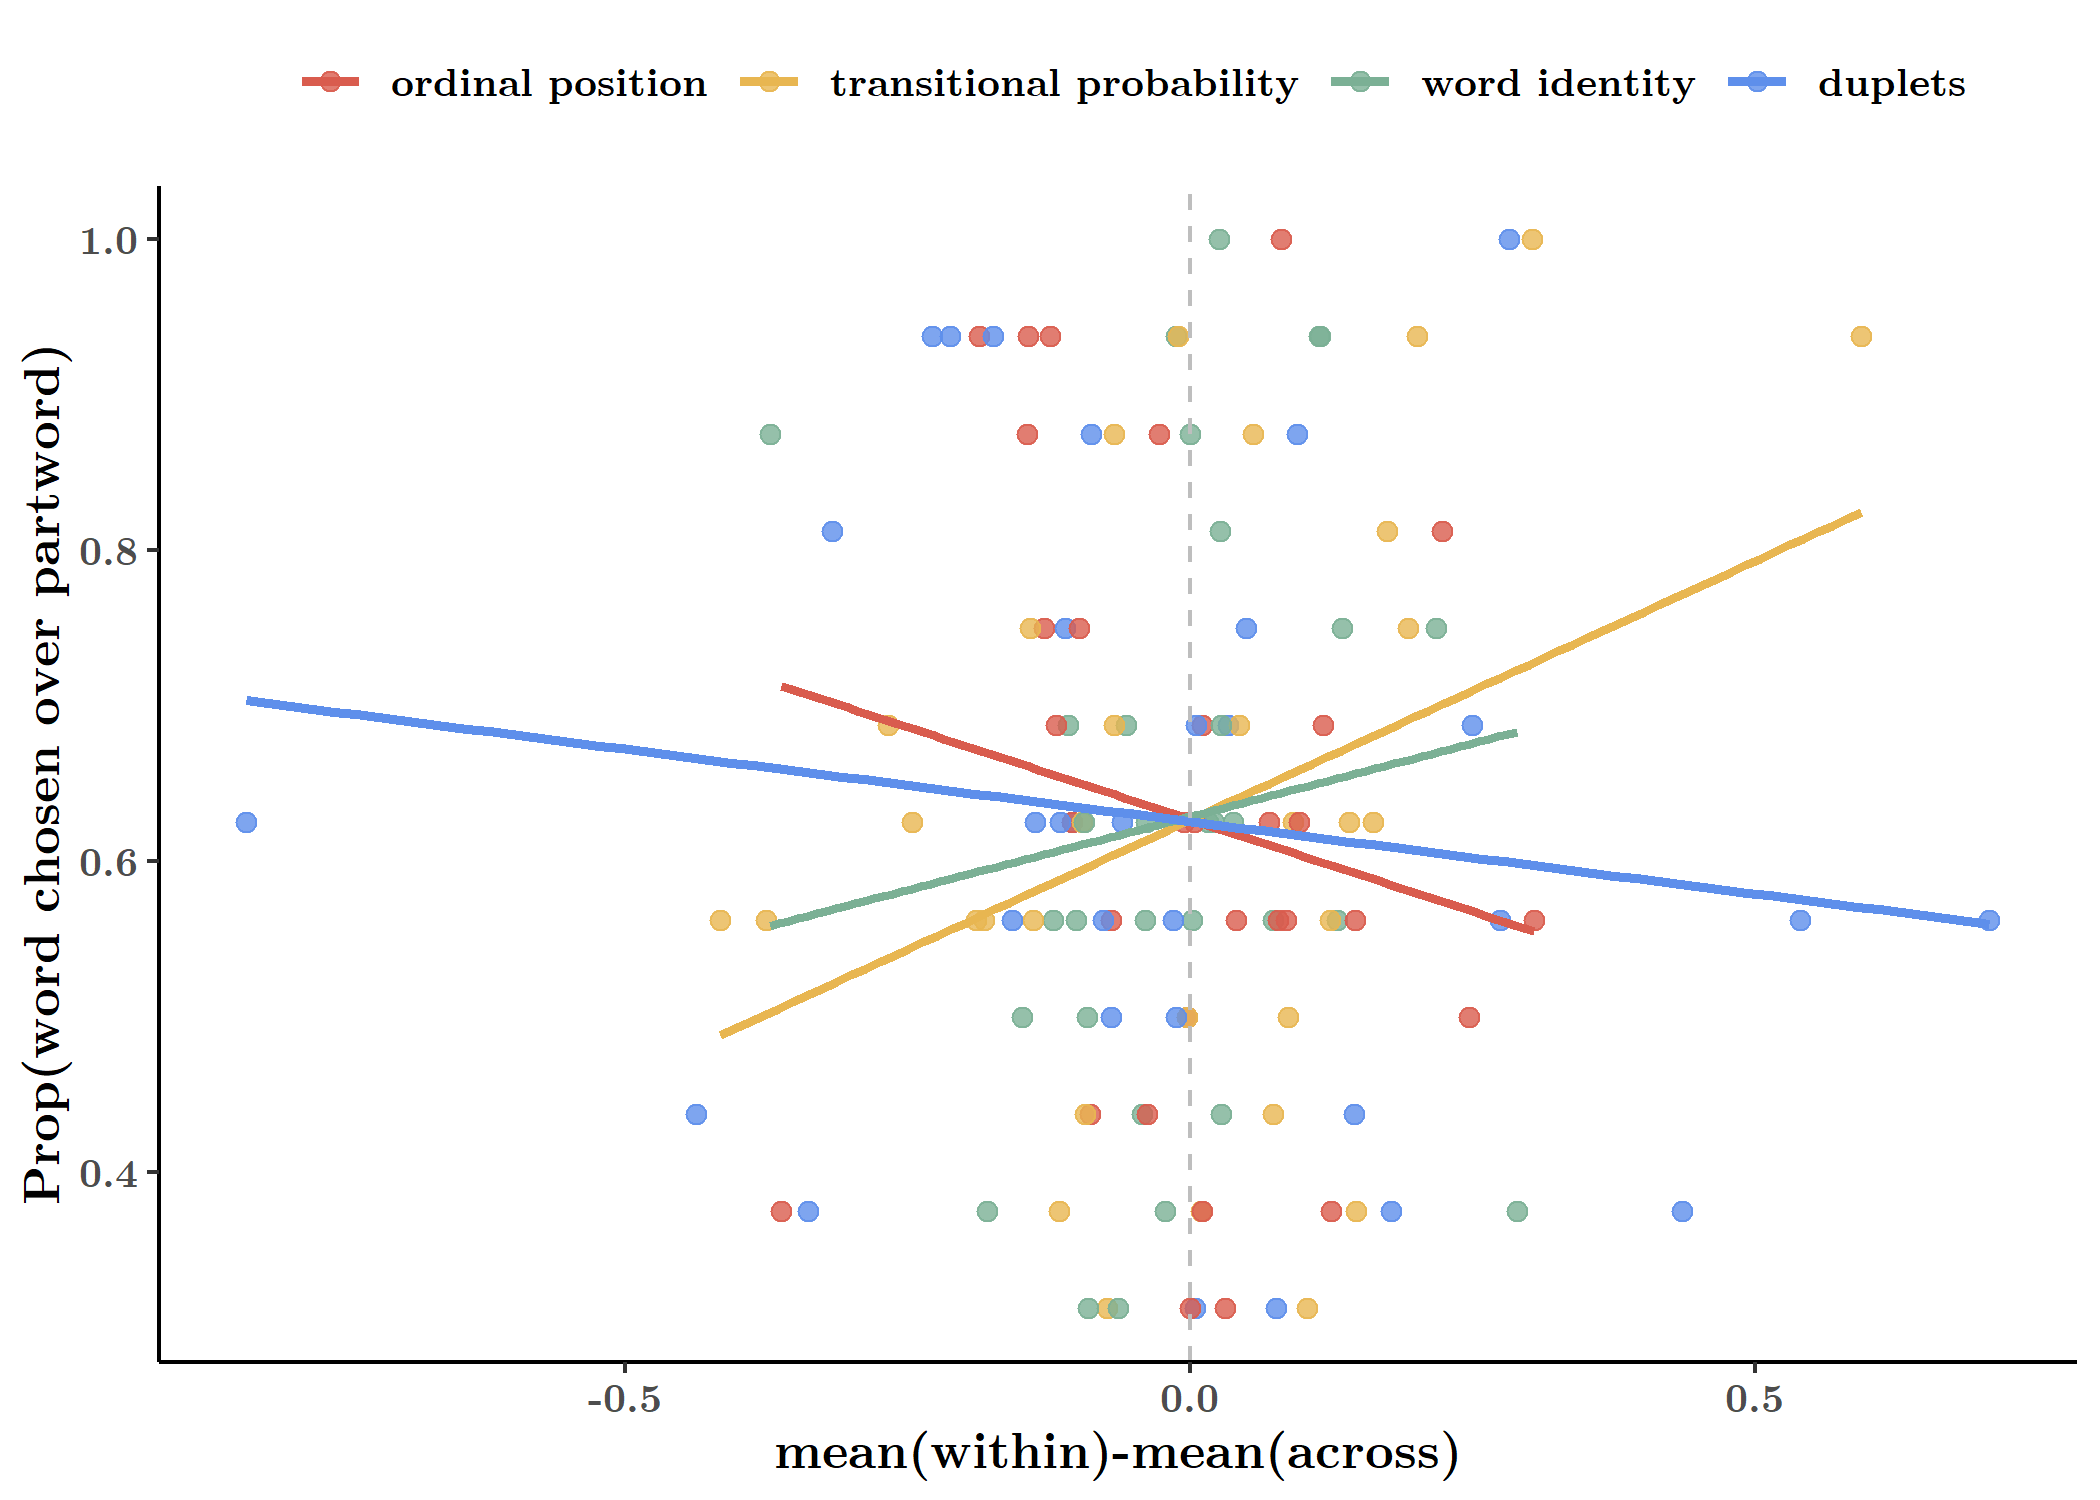 ordinal position transitional probability word identity duplets
Prop(word chosen over partword)
1.0
0.8
0.6
0.4
-0.5 0.0 0.5
mean(within)-mean(across)